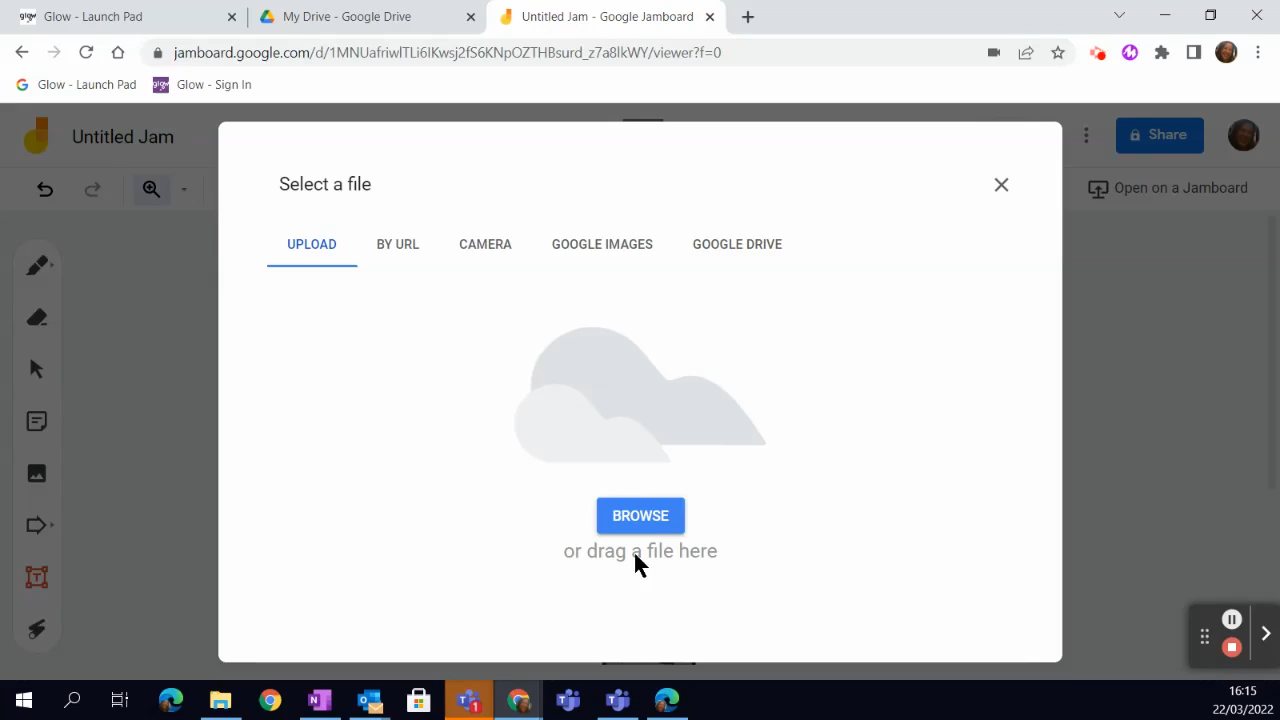 glow Glow - Launch Pad
My Drive - Google Drive
Untitled Jam - Google Jamboard
jamboard.google.com/d/1MNUafriwlTLi6IKwsj2fS6KNpOZTHBsurd_z7a8lkWY/viewer?f=0
Glow - Launch Pad
glow Glow - Sign In
Untitled Jam
Share
Open on a Jamboard
Select a file
UPLOAD
BY URL
CAMERA
GOOGLE IMAGES
GOOGLE DRIVE
BROWSE
or drag a file here
16:15
22/03/2022